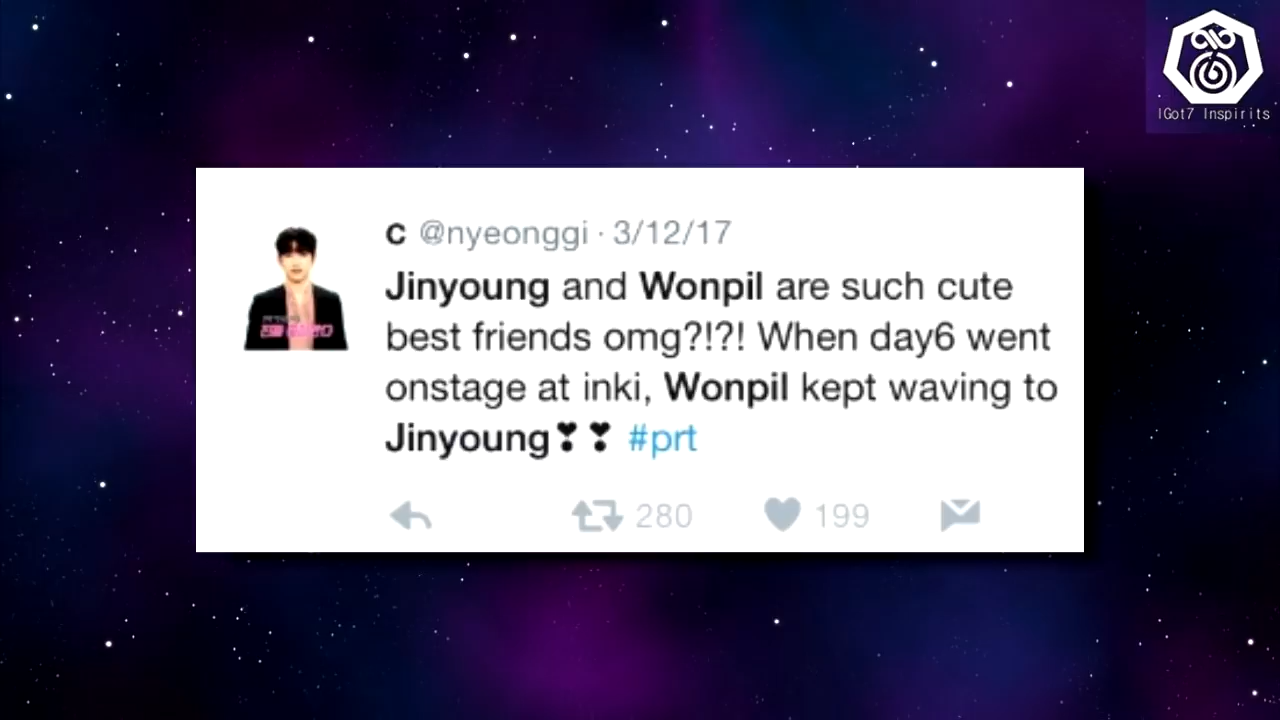 IGot7 Inspirits
C @nyeonggi · 3/12/17
Jinyoung and Wonpil are such cute
best friends omg?!?! When day6 went
onstage at inki, Wonpil kept waving to
Jinyoung❣❣ #prt
280 199